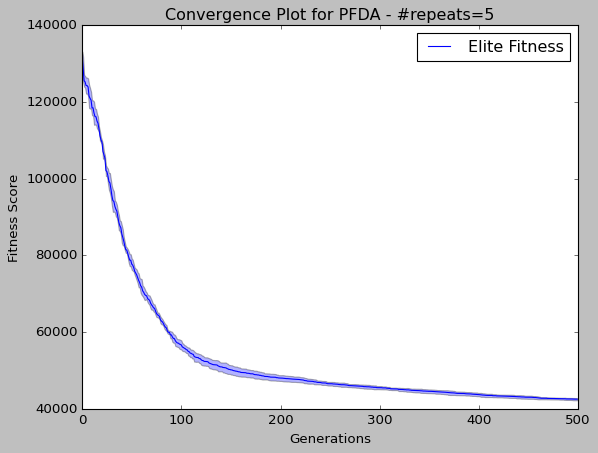 Convergence Plot for PFDA - #repeats=5
140000
Elite Fitness
120000
100000
80000
60000
40000
Fitness Score
0 100 200 300 400 500
Generations